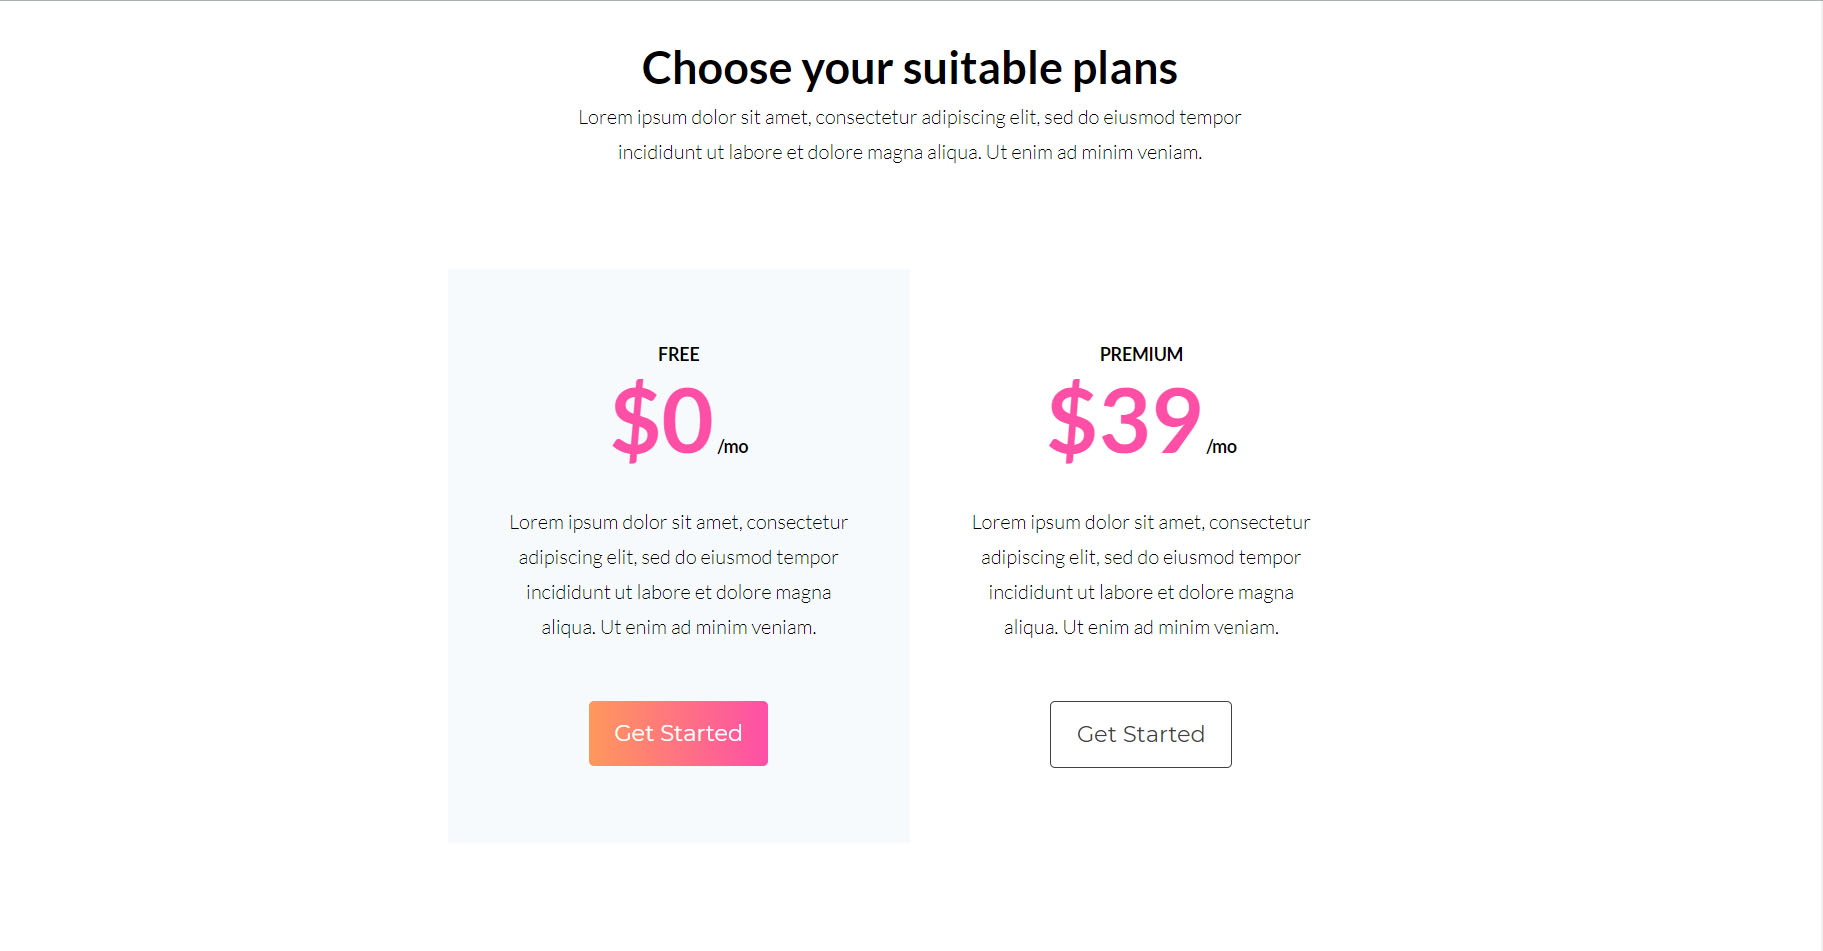 Choose your suitable plans
Lorem ipsum dolor sit amet, consectetur adipiscing elit, sed do eiusmod tempor
incididunt ut labore et dolore magna aliqua. Ut enim ad minim veniam.
FREE
$0 /mo
Lorem ipsum dolor sit amet, consectetur
adipiscing elit, sed do eiusmod tempor
incididunt ut labore et dolore magna
aliqua. Ut enim ad minim veniam.
Get Started
PREMIUM
$39 /mo
Lorem ipsum dolor sit amet, consectetur
adipiscing elit, sed do eiusmod tempor
incididunt ut labore et dolore magna
aliqua. Ut enim ad minim veniam.
Get Started